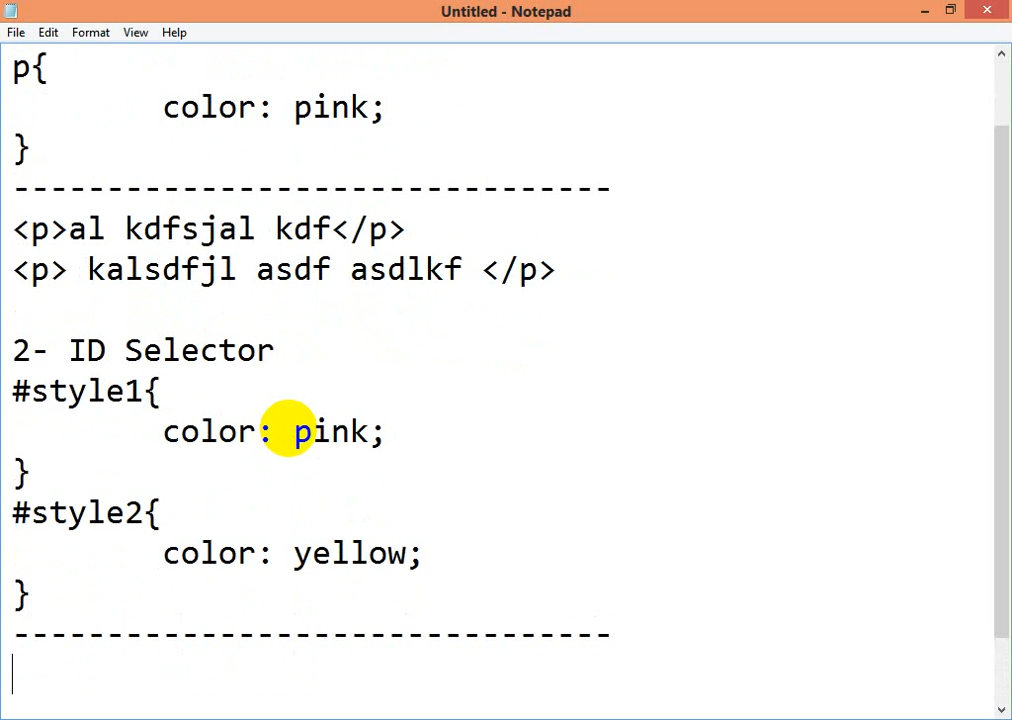 Untitled - Notepad
File Edit Format View Help
p{
color: pink;
}
--------------------------------
<p>al kdfsjal kdf</p>
<p> kalsdfjl asdf asdlkf </p>
2- ID Selector
#style1{
color: pink;
}
#style2{
color: yellow;
}
--------------------------------